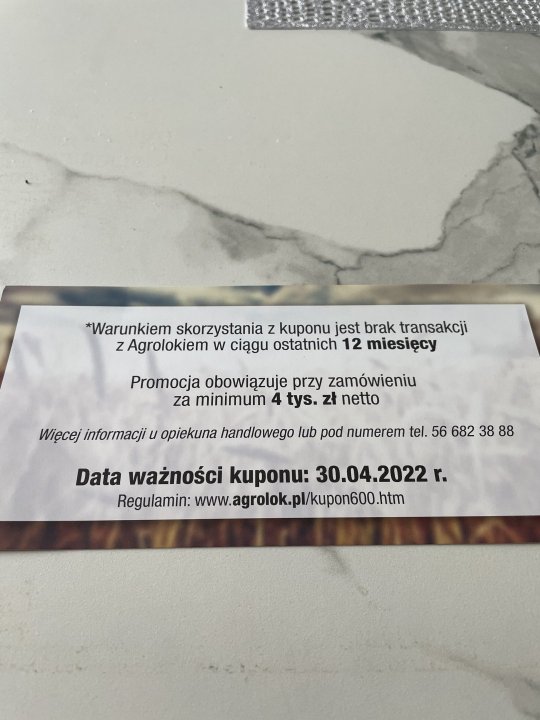 *Warunkiem skorzystania z kuponu jest brak transakcji
z Agrolokiem w ciągu ostatnich 12 miesięcy
Promocja obowiązuje przy zamówieniu
za minimum 4 tys. zł netto
Więcej informacji u opiekuna handlowego lub pod numerem tel. 56 682 38 88
Data ważności kuponu: 30.04.2022 r.
Regulamin: www.agrolok.pl/kupon600.htm